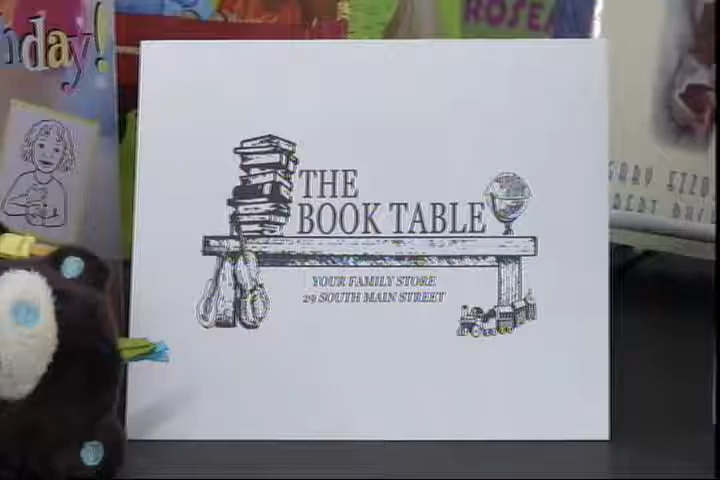 day!
ROSE
THE
BOOK TABLE
YOUR FAMILY STORE
29 SOUTH MAIN STREET